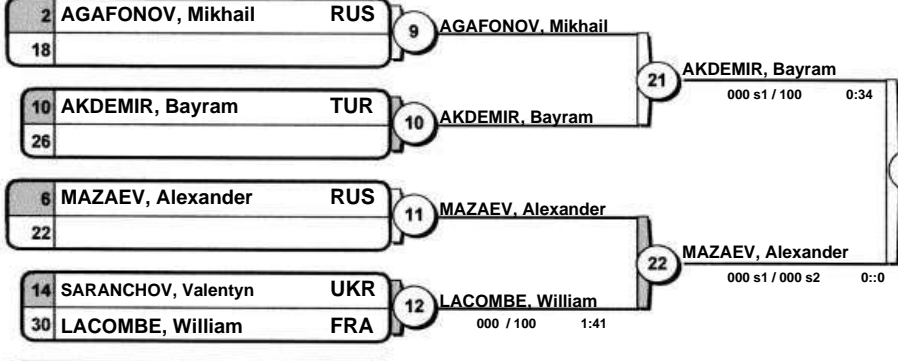 2 AGAFONOV, Mikhail RUS
18
9
AGAFONOV, Mikhail
21
AKDEMIR, Bayram
000 s1 / 100 0:34
10 AKDEMIR, Bayram TUR
26
10
AKDEMIR, Bayram
6 MAZAEV, Alexander RUS
22
11
MAZAEV, Alexander
22
MAZAEV, Alexander
000 s1 / 000 s2 0::0
14 SARANCHOV, Valentyn UKR
30 LACOMBE, William FRA
12
LACOMBE, William
000 / 100 1:41